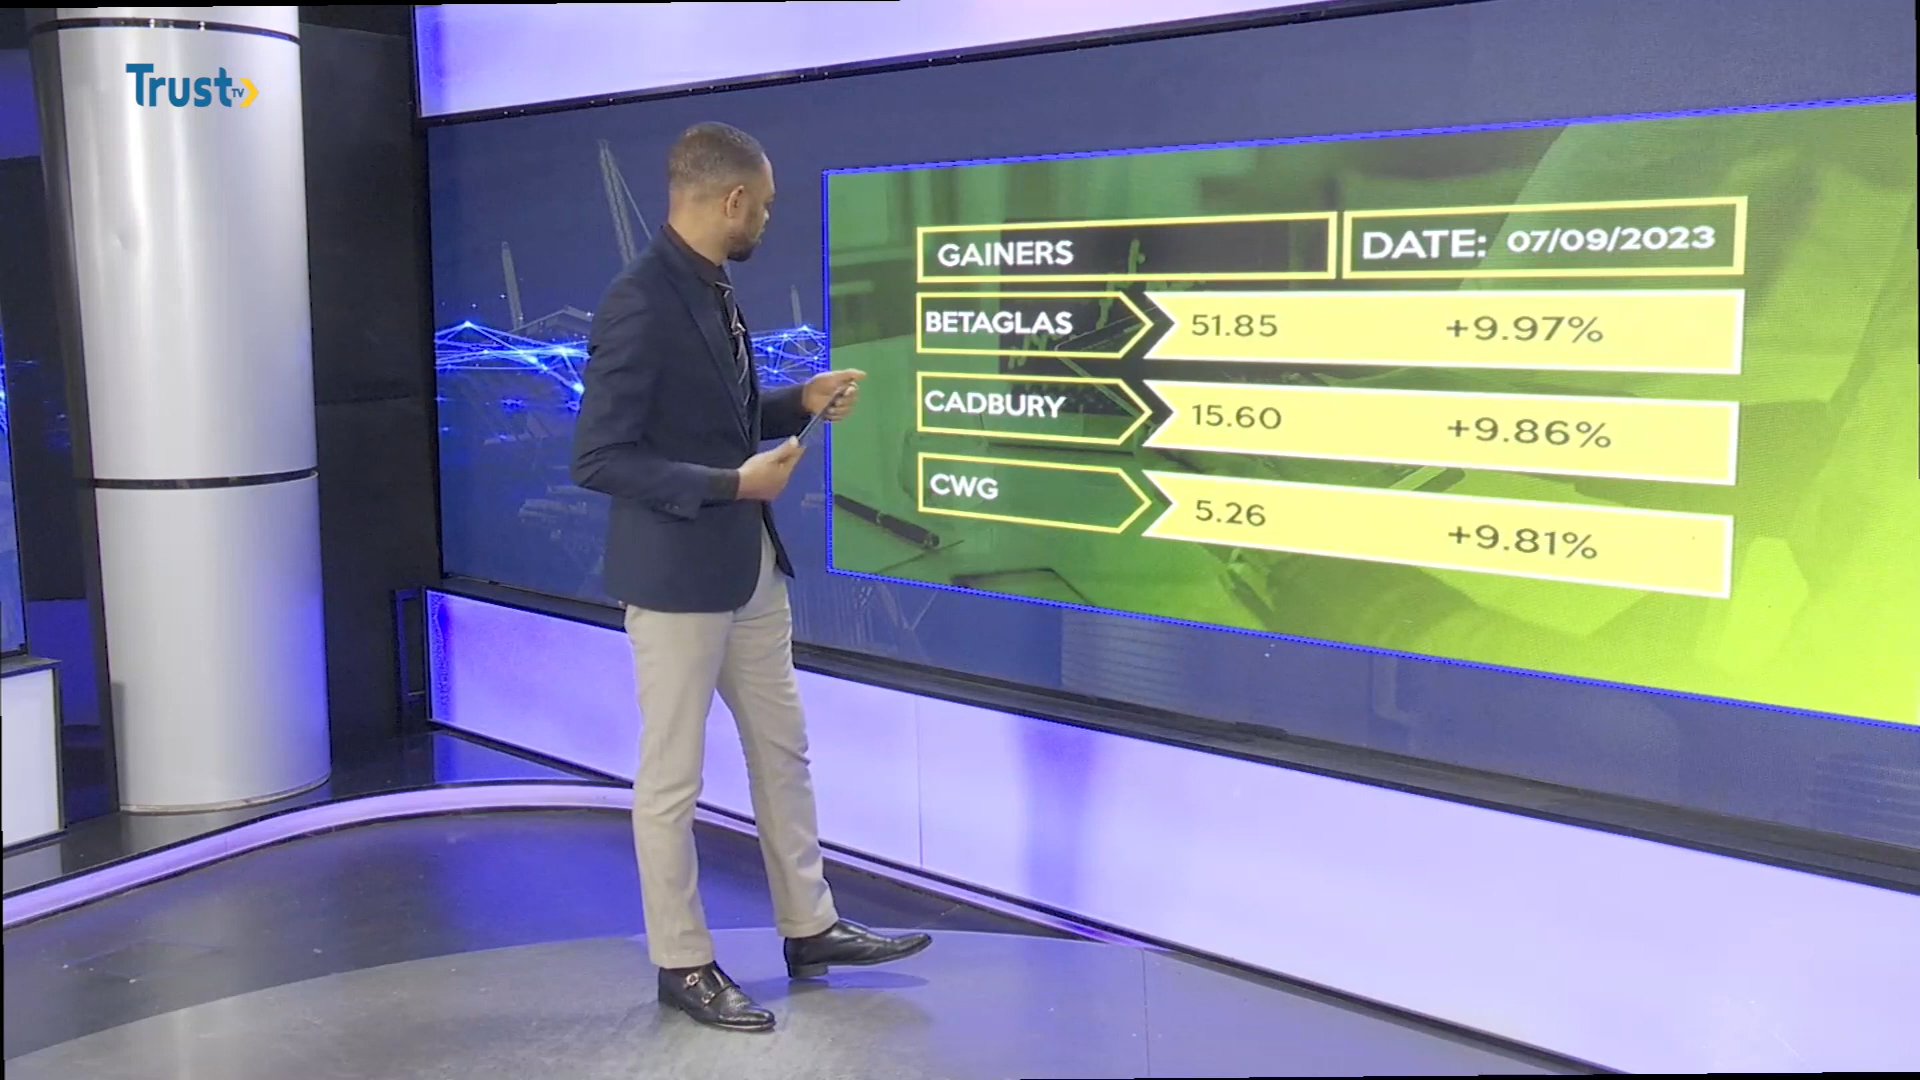 Trust TV
GAINERS
DATE: 07/09/2023
BETAGLAS 51.85 +9.97%
CADBURY 15.60 +9.86%
CWG 5.26 +9.81%